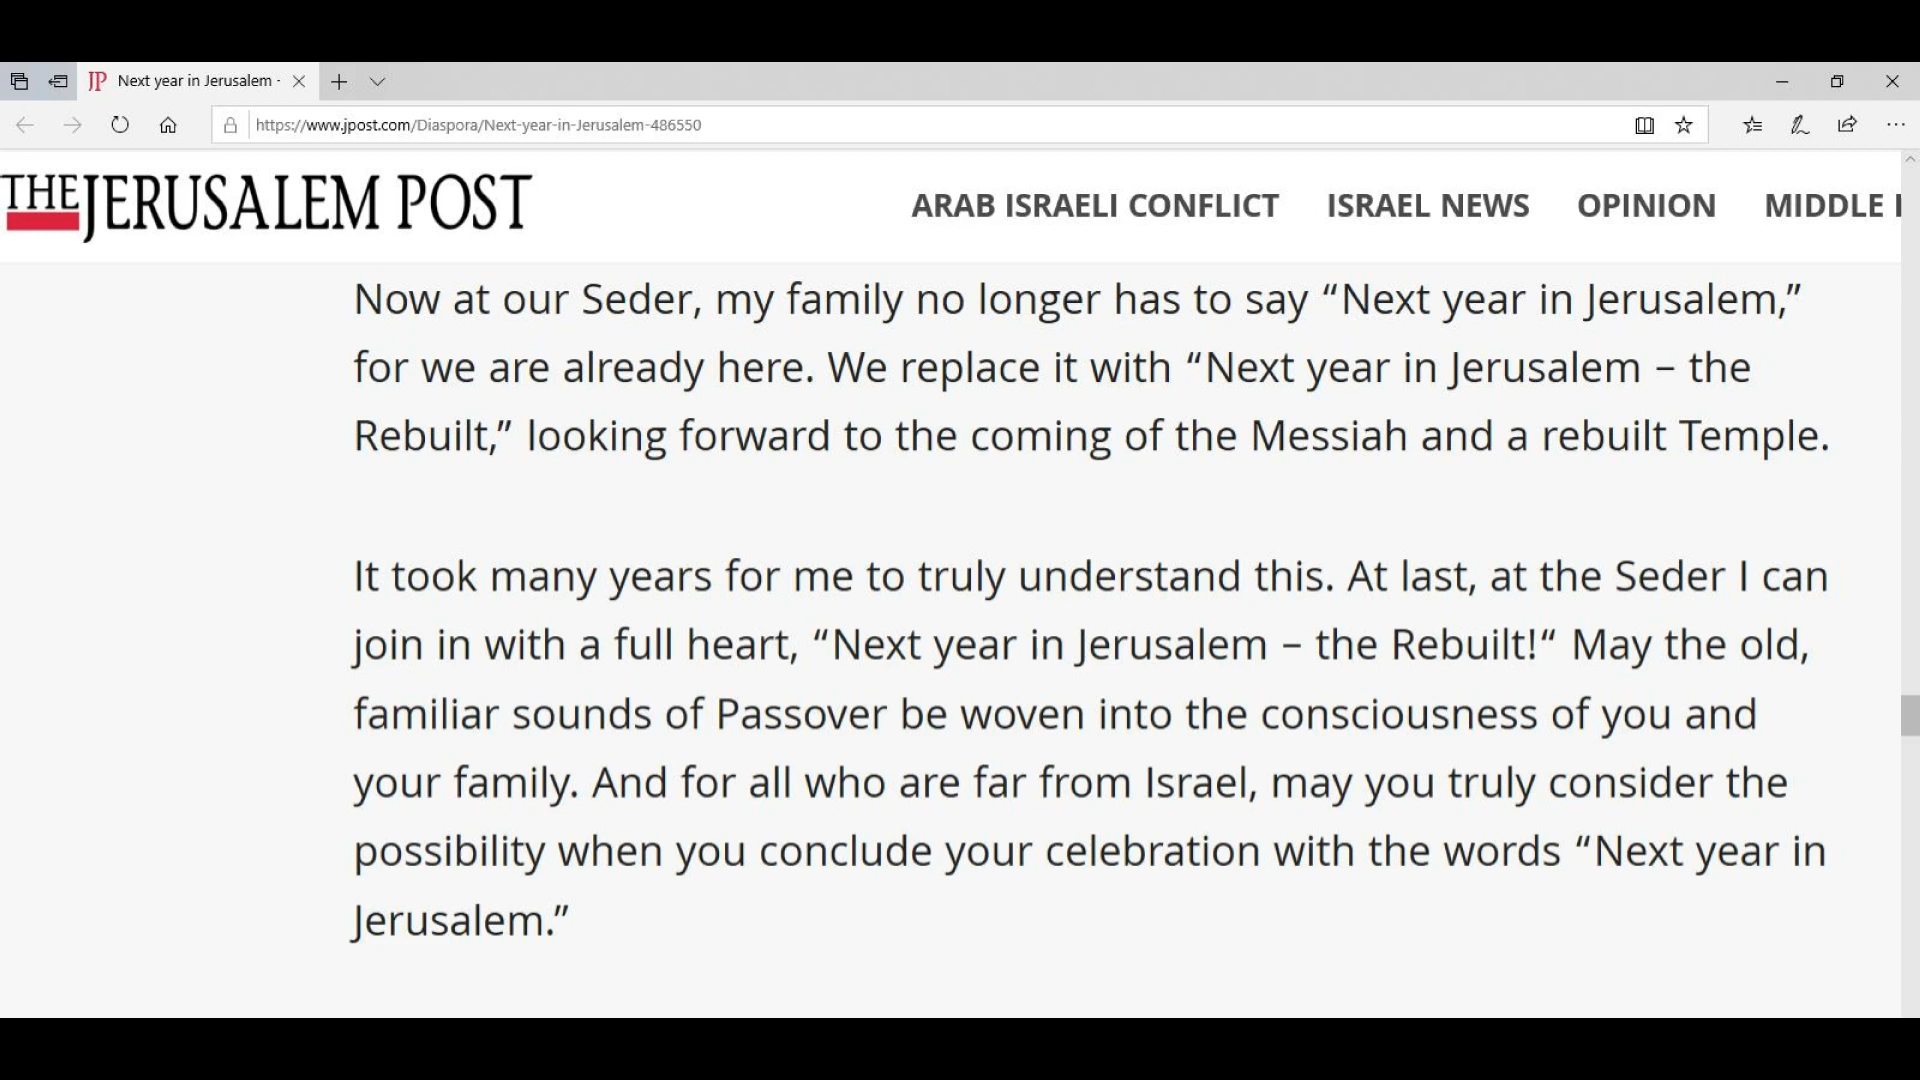 JP Next year in Jerusalem -
https://www.jpost.com/Diaspora/Next-year-in-Jerusalem-486550
THE JERUSALEM POST
ARAB ISRAELI CONFLICT ISRAEL NEWS OPINION MIDDLE
Now at our Seder, my family no longer has to say “Next year in Jerusalem,”
for we are already here. We replace it with “Next year in Jerusalem – the
Rebuilt,” looking forward to the coming of the Messiah and a rebuilt Temple.
It took many years for me to truly understand this. At last, at the Seder I can
join in with a full heart, “Next year in Jerusalem – the Rebuilt!“ May the old,
familiar sounds of Passover be woven into the consciousness of you and
your family. And for all who are far from Israel, may you truly consider the
possibility when you conclude your celebration with the words “Next year in
Jerusalem.”